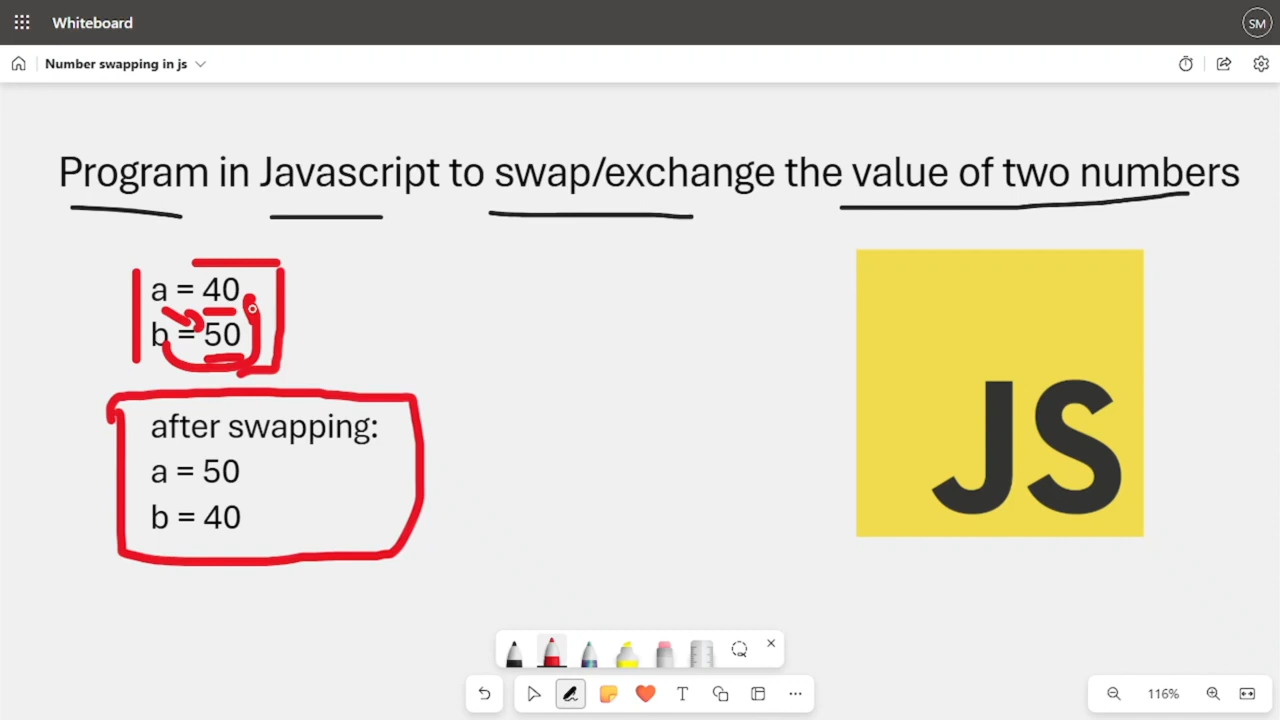 Whiteboard
SM
Number swapping in js
Program in Javascript to swap/exchange the value of two numbers
a = 40
b = 50
after swapping:
a = 50
b = 40
JS
116%